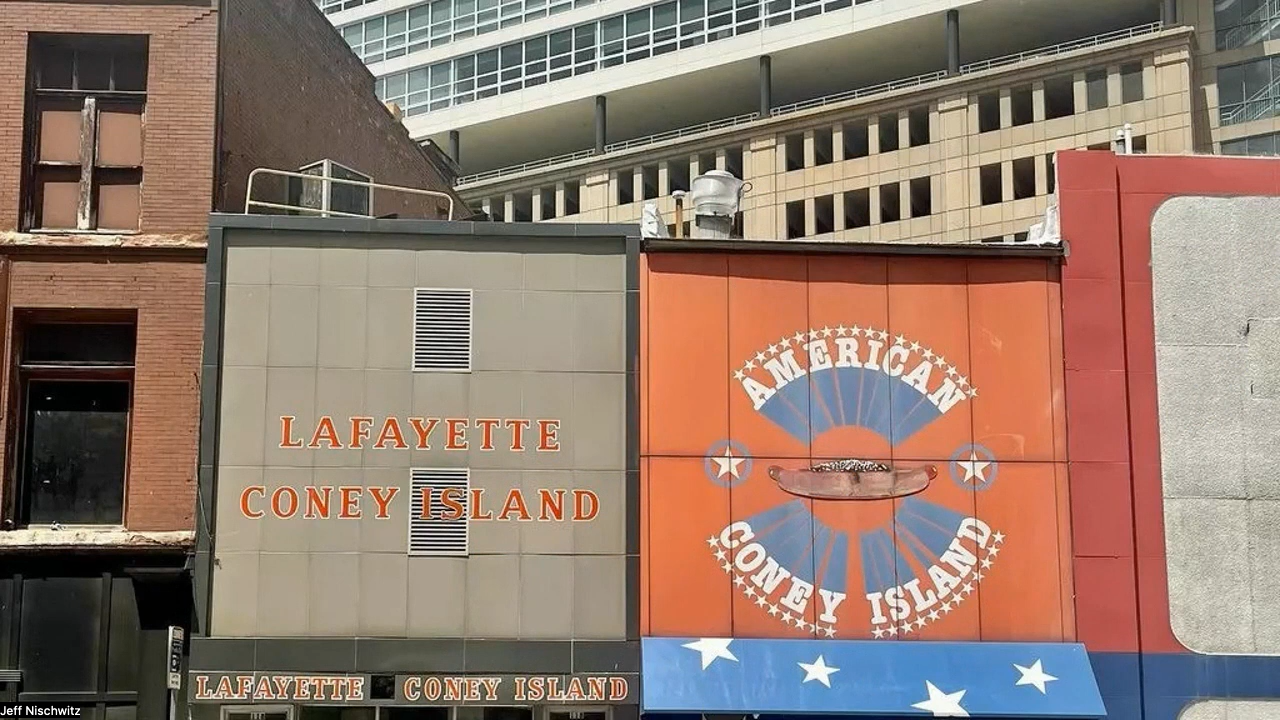 LAFAYETTE
CONEY ISLAND
AMERICAN
CONEY ISLAND
LAFAYETTE CONEY ISLAND
Jeff Nischwitz